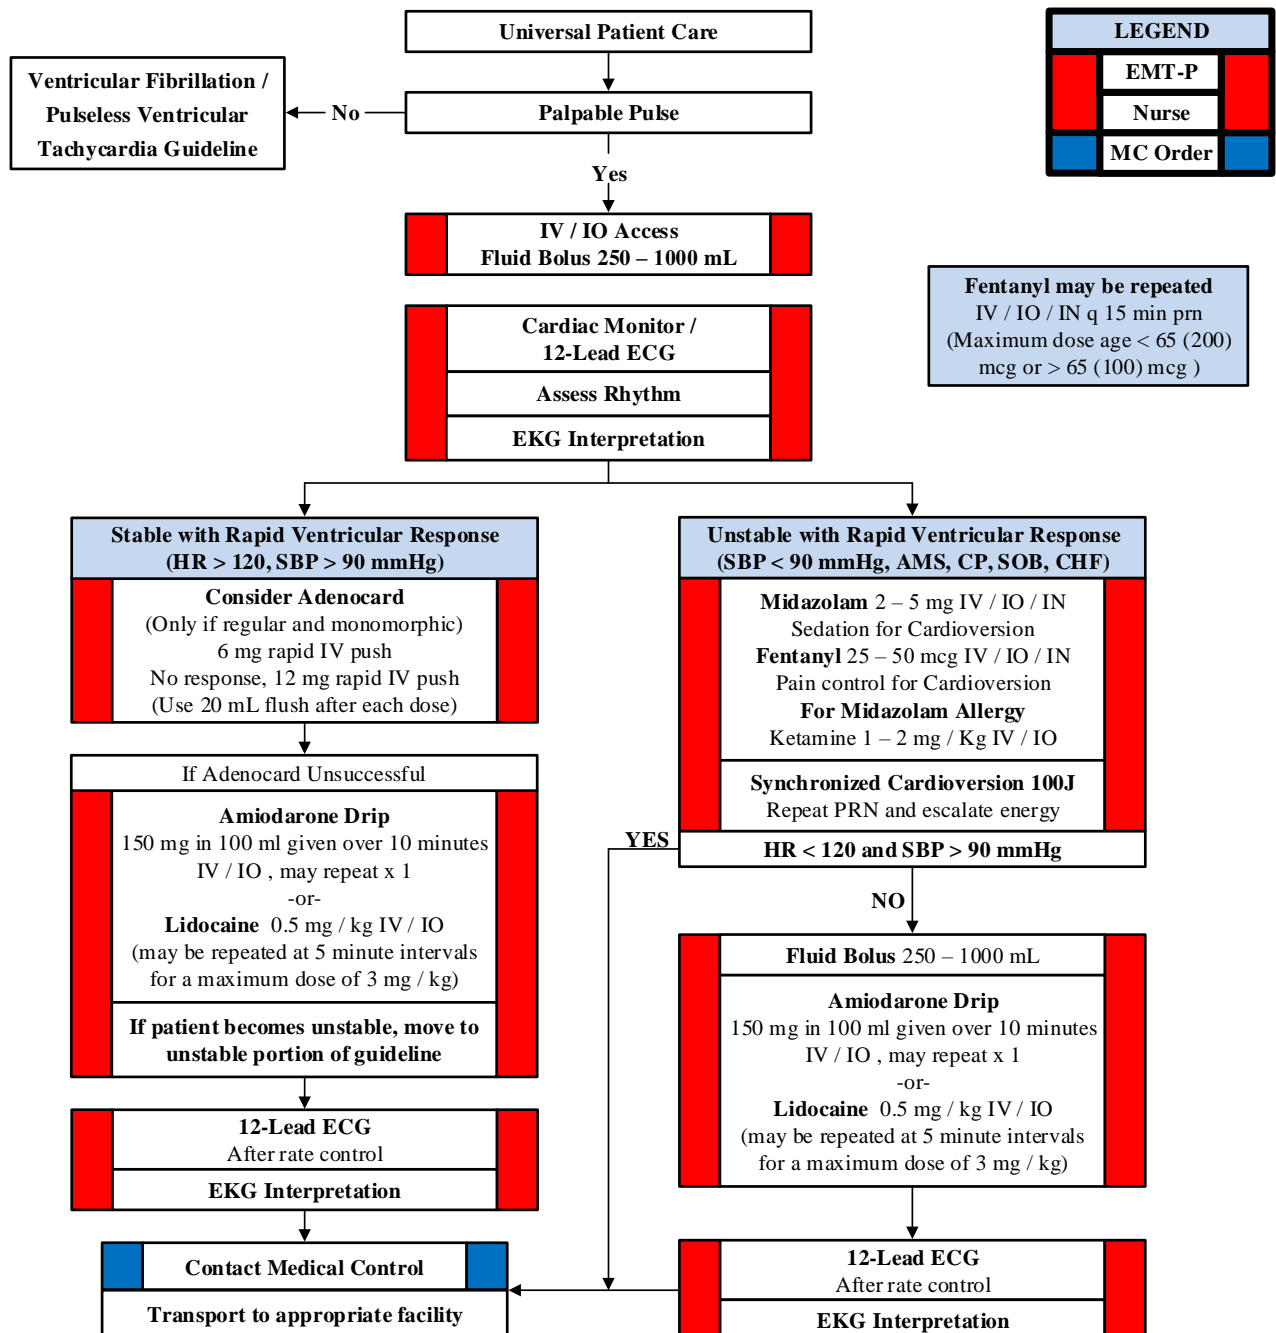 Universal Patient Care
LEGEND
EMT-P
Nurse
MC Order
Ventricular Fibrillation /
Pulseless Ventricular
Tachycardia Guideline
No
Palpable Pulse
Yes
IV / IO Access
Fluid Bolus 250 – 1000 mL
Fentanyl may be repeated
IV / IO / IN q 15 min prn
(Maximum dose age < 65 (200)
mcg or > 65 (100) mcg )
Cardiac Monitor /
12-Lead ECG
Assess Rhythm
EKG Interpretation
Stable with Rapid Ventricular Response
(HR > 120, SBP > 90 mmHg)
Consider Adenocard
(Only if regular and monomorphic)
6 mg rapid IV push
No response, 12 mg rapid IV push
(Use 20 mL flush after each dose)
If Adenocard Unsuccessful
Amiodarone Drip
150 mg in 100 ml given over 10 minutes
IV / IO , may repeat x 1
-or-
Lidocaine 0.5 mg / kg IV / IO
(may be repeated at 5 minute intervals
for a maximum dose of 3 mg / kg)
If patient becomes unstable, move to
unstable portion of guideline
12-Lead ECG
After rate control
EKG Interpretation
Contact Medical Control
Transport to appropriate facility
Unstable with Rapid Ventricular Response
(SBP < 90 mmHg, AMS, CP, SOB, CHF)
Midazolam 2 – 5 mg IV / IO / IN
Sedation for Cardioversion
Fentanyl 25 – 50 mcg IV / IO / IN
Pain control for Cardioversion
For Midazolam Allergy
Ketamine 1 – 2 mg / Kg IV / IO
Synchronized Cardioversion 100J
Repeat PRN and escalate energy
YES
HR < 120 and SBP > 90 mmHg
NO
Fluid Bolus 250 – 1000 mL
Amiodarone Drip
150 mg in 100 ml given over 10 minutes
IV / IO , may repeat x 1
-or-
Lidocaine 0.5 mg / kg IV / IO
(may be repeated at 5 minute intervals
for a maximum dose of 3 mg / kg)
12-Lead ECG
After rate control
EKG Interpretation